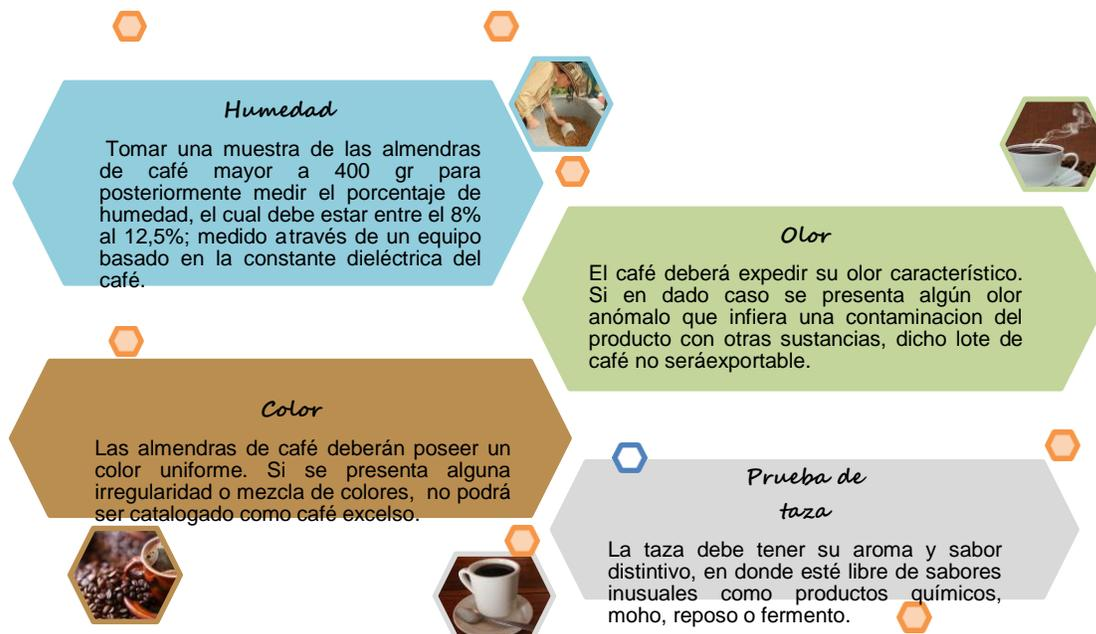 Humedad
Tomar una muestra de las almendras
de café mayor a 400 gr para
posteriormente medir el porcentaje de
humedad, el cual debe estar entre el 8%
al 12,5%; medido através de un equipo
basado en la constante dieléctrica del
café.
Olor
El café deberá expedir su olor característico.
Si en dado caso se presenta algún olor
anómalo que infiera una contaminacion del
producto con otras sustancias, dicho lote de
café no seráexportable.
Color
Las almendras de café deberán poseer un
color uniforme. Si se presenta alguna
irregularidad o mezcla de colores, no podrá
ser catalogado como café excelso.
Prueba de
taza
La taza debe tener su aroma y sabor
distintivo, en donde esté libre de sabores
inusuales como productos químicos,
moho, reposo o fermento.